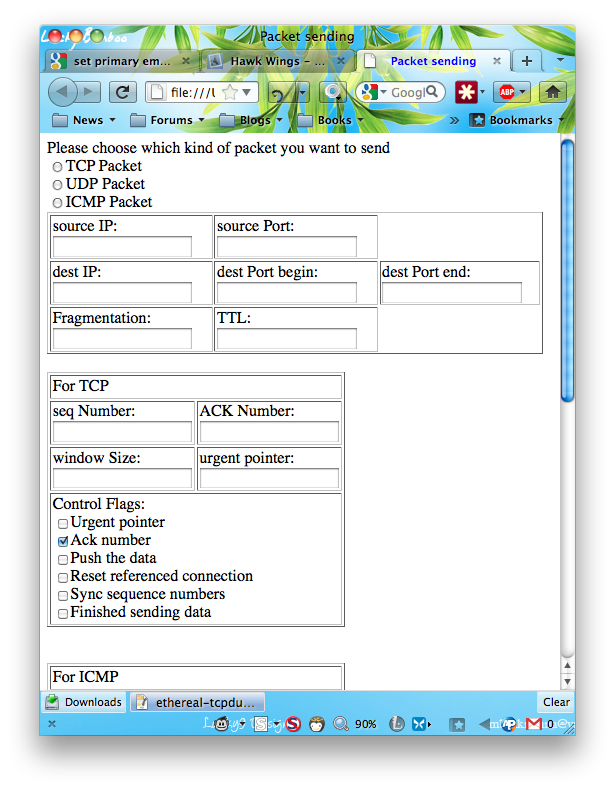 Packet sending
set primary em...
Hawk Wings – ...
Packet sending
file:///
Googl
ABP
News
Forums
Blogs
Books
»
Bookmarks
Please choose which kind of packet you want to send
TCP Packet
UDP Packet
ICMP Packet
source IP:
source Port:
dest IP:
dest Port begin:
dest Port end:
Fragmentation:
TTL:
For TCP
seq Number:
ACK Number:
window Size:
urgent pointer:
Control Flags:
Urgent pointer
Ack number
Push the data
Reset referenced connection
Sync sequence numbers
Finished sending data
For ICMP
Downloads
ethereal-tcpdu...
Clear
90%
0